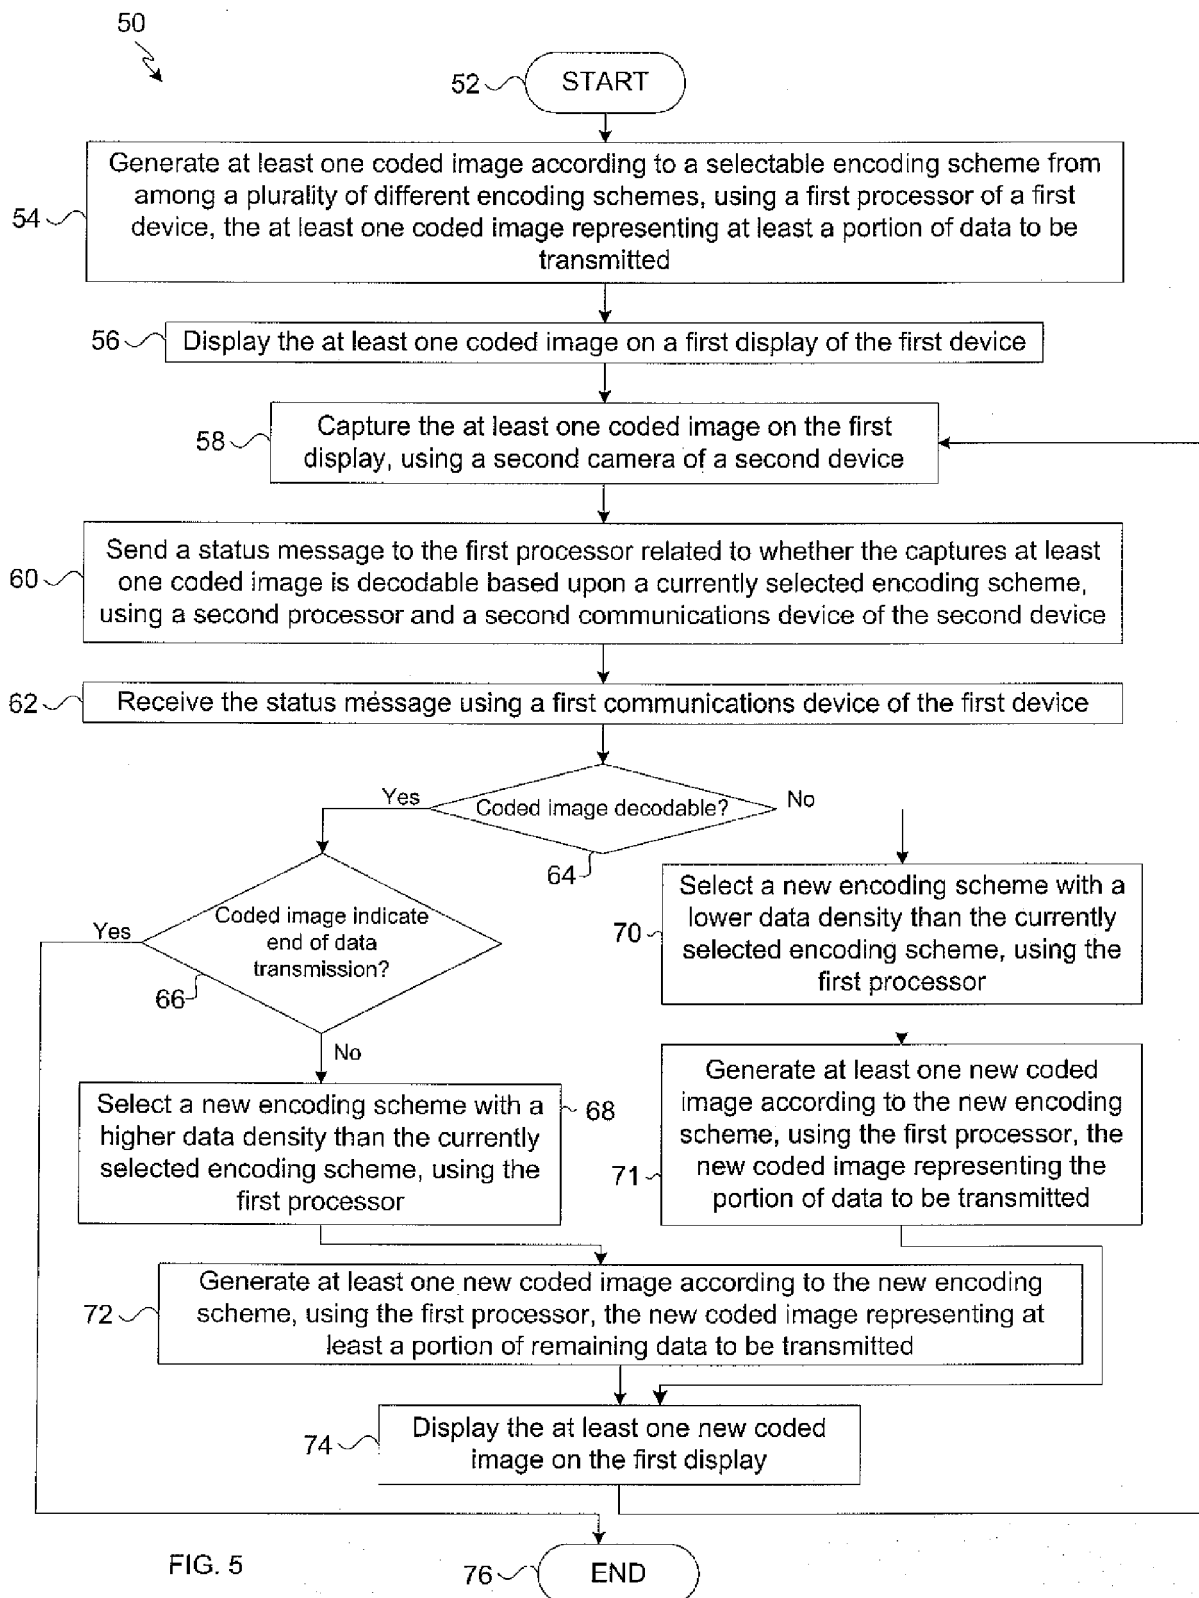 50
52
START
Generate at least one coded image according to a selectable encoding scheme from
among a plurality of different encoding schemes, using a first processor of a first
device, the at least one coded image representing at least a portion of data to be
transmitted
54
56
Display the at least one coded image on a first display of the first device
58
Capture the at least one coded image on the first
display, using a second camera of a second device
60
Send a status message to the first processor related to whether the captures at least
one coded image is decodable based upon a currently selected encoding scheme,
using a second processor and a second communications device of the second device
62
Receive the status message using a first communications device of the first device
Yes
Coded image decodable?
No
64
Yes
Coded image indicate
end of data
transmission?
66
No
70
Select a new encoding scheme with a
lower data density than the currently
selected encoding scheme, using the
first processor
Select a new encoding scheme with a
higher data density than the currently
selected encoding scheme, using the
first processor
68
71
Generate at least one new coded
image according to the new encoding
scheme, using the first processor, the
new coded image representing the
portion of data to be transmitted
72
Generate at least one new coded image according to the new encoding
scheme, using the first processor, the new coded image representing at
least a portion of remaining data to be transmitted
74
Display the at least one new coded
image on the first display
FIG. 5
76
END